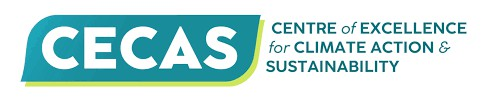 CECAS
CENTRE of EXCELLENCE
for CLIMATE ACTION &
SUSTAINABILITY